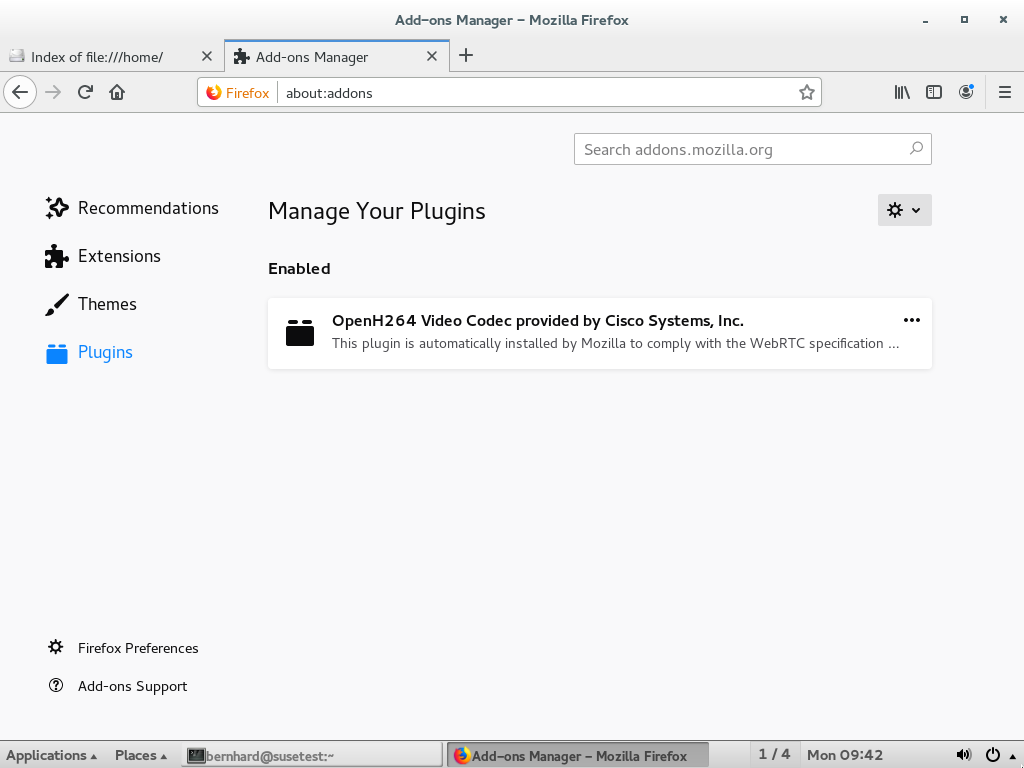 Add-ons Manager - Mozilla Firefox
Index of file:///home/
Add-ons Manager
Firefox
about:addons
Search addons.mozilla.org
Recommendations
Extensions
Themes
Plugins
Manage Your Plugins
Enabled
OpenH264 Video Codec provided by Cisco Systems, Inc.
This plugin is automatically installed by Mozilla to comply with the WebRTC specification ...
Firefox Preferences
Add-ons Support
Applications
Places
bernhard@susetest:~
Add-ons Manager - Mozilla Firefox
1 / 4
Mon 09:42